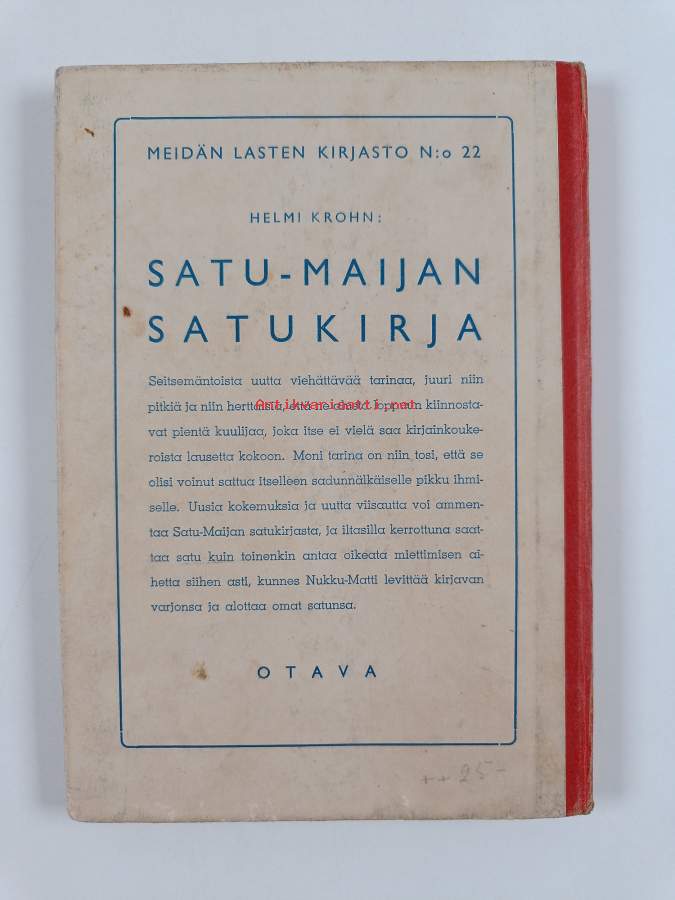 MEIDÄN LASTEN KIRJASTO N:o 22
HELMI KROHN:
SATU-MAIJAN
SATUKIRJA
Seitsemäntoista uutta viehättävää tarinaa, juuri niin
pitkiä ja niin herttaisia, että ne alusta loppuun kiinnosta-
Antikvariaatti.net
vat pientä kuulijaa, joka itse ei vielä saa kirjainkouke-
roista lausetta kokoon. Moni tarina on niin tosi, että se
olisi voinut sattua itselleen sadunnälkäiselle pikku ihmi-
selle. Uusia kokemuksia ja uutta viisautta voi ammen-
taa Satu-Maijan satukirjasta, ja iltasilla kerrottuna saat-
taa satu kuin toinenkin antaa oikeata miettimisen ai-
hetta siihen asti, kunnes Nukku-Matti levittää kirjavan
varjonsa ja alottaa omat satunsa.
OTAVA
++ 25-